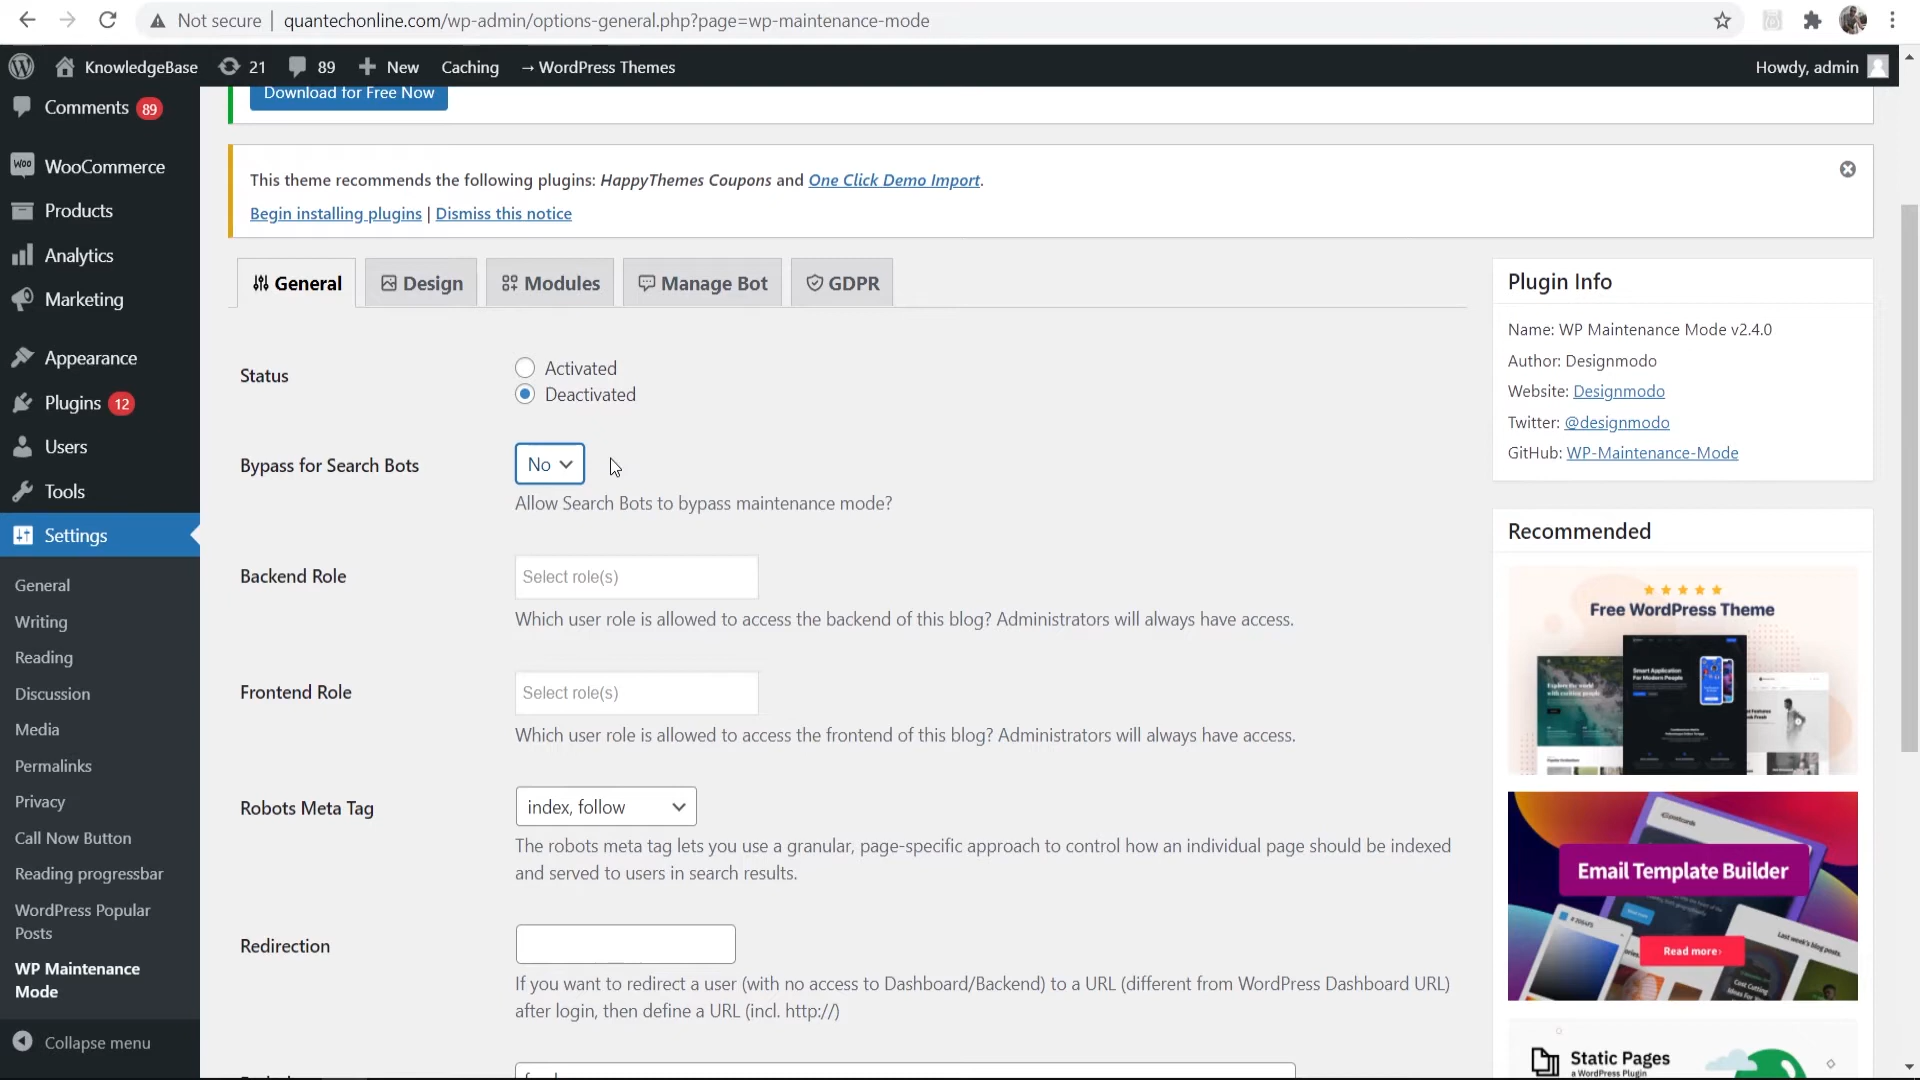 Not secure
quantechonline.com/wp-admin/options-general.php?page=wp-maintenance-mode
KnowledgeBase
21
89
New
Caching
→ WordPress Themes
Howdy, admin
Comments 89
WooCommerce
Products
Analytics
Marketing
Appearance
Plugins 12
Users
Tools
Settings
General
Writing
Reading
Discussion
Media
Permalinks
Privacy
Call Now Button
Reading progressbar
WordPress Popular
Posts
WP Maintenance
Mode
Collapse menu
Download for Free Now
This theme recommends the following plugins: HappyThemes Coupons and One Click Demo Import.
Begin installing plugins | Dismiss this notice
General
Design
Modules
Manage Bot
GDPR
Status
Activated
Deactivated
Bypass for Search Bots
No
Allow Search Bots to bypass maintenance mode?
Backend Role
Select role(s)
Which user role is allowed to access the backend of this blog? Administrators will always have access.
Frontend Role
Select role(s)
Which user role is allowed to access the frontend of this blog? Administrators will always have access.
Robots Meta Tag
index, follow
The robots meta tag lets you use a granular, page-specific approach to control how an individual page should be indexed
and served to users in search results.
Redirection
If you want to redirect a user (with no access to Dashboard/Backend) to a URL (different from WordPress Dashboard URL)
after login, then define a URL (incl. http://)
Plugin Info
Name: WP Maintenance Mode v2.4.0
Author: Designmodo
Website: Designmodo
Twitter: @designmodo
GitHub: WP-Maintenance-Mode
Recommended
Free WordPress Theme
Smart Application
For Modern People
Email Template Builder
Read more›
Static Pages
a WordPress Plugin